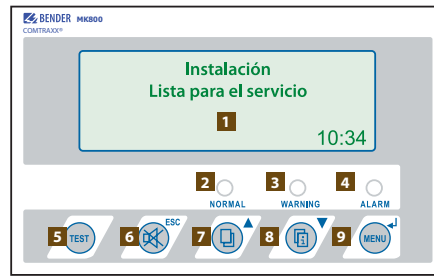 BENDER MK800
COMTRAXX®
Instalación
Lista para el servicio
1
10:34
2 3 4
NORMAL WARNING ALARM
5 TEST 6 ESC 7 8 i 9 MENU